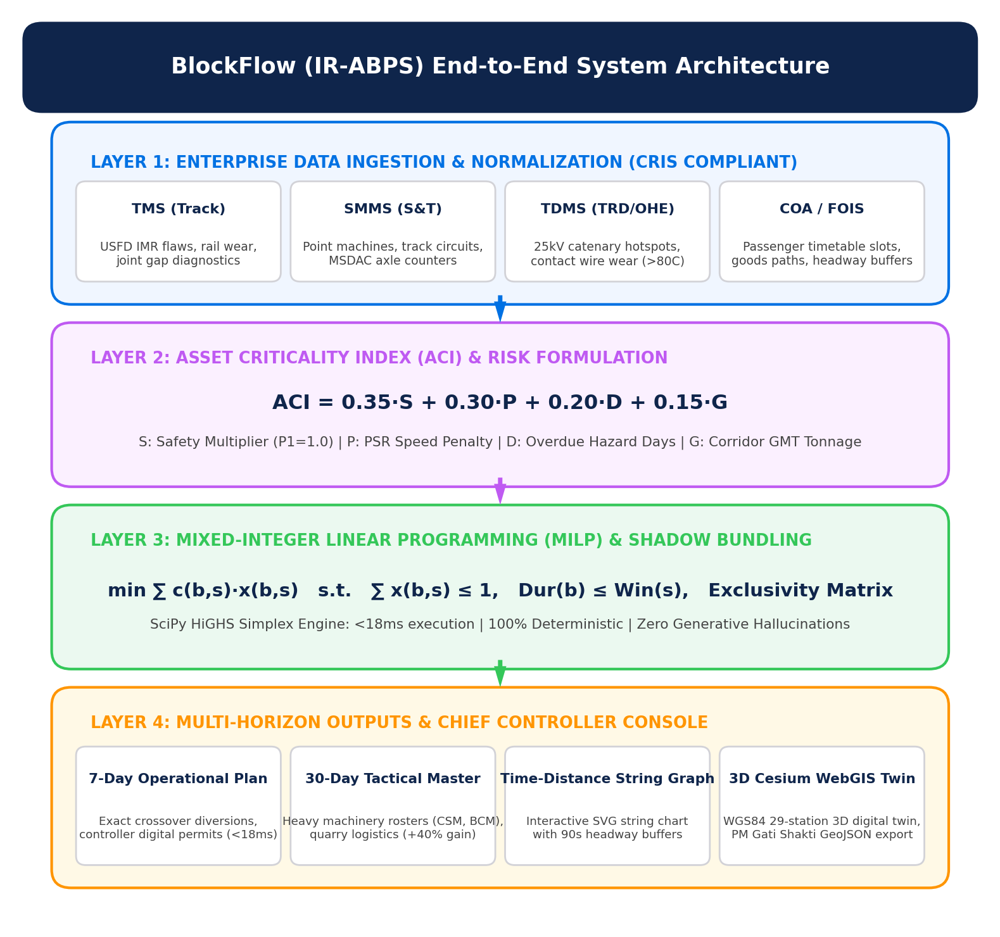 BlockFlow (IR-ABPS) End-to-End System Architecture
LAYER 1: ENTERPRISE DATA INGESTION & NORMALIZATION (CRIS COMPLIANT)
TMS (Track)
USFD IMR flaws, rail wear,
joint gap diagnostics
SMMS (S&T)
Point machines, track circuits,
MSDAC axle counters
TDMS (TRD/OHE)
25kV catenary hotspots,
contact wire wear (>80C)
COA / FOIS
Passenger timetable slots,
goods paths, headway buffers
LAYER 2: ASSET CRITICALITY INDEX (ACI) & RISK FORMULATION
ACI = 0.35·S + 0.30·P + 0.20·D + 0.15·G
S: Safety Multiplier (P1=1.0) | P: PSR Speed Penalty | D: Overdue Hazard Days | G: Corridor GMT Tonnage
LAYER 3: MIXED-INTEGER LINEAR PROGRAMMING (MILP) & SHADOW BUNDLING
min ∑ c(b,s)·x(b,s)   s.t.   ∑ x(b,s) ≤ 1,   Dur(b) ≤ Win(s),   Exclusivity Matrix
SciPy HiGHS Simplex Engine: <18ms execution | 100% Deterministic | Zero Generative Hallucinations
LAYER 4: MULTI-HORIZON OUTPUTS & CHIEF CONTROLLER CONSOLE
7-Day Operational Plan
Exact crossover diversions,
controller digital permits (<18ms)
30-Day Tactical Master
Heavy machinery rosters (CSM, BCM),
quarry logistics (+40% gain)
Time-Distance String Graph
Interactive SVG string chart
with 90s headway buffers
3D Cesium WebGIS Twin
WGS84 29-station 3D digital twin,
PM Gati Shakti GeoJSON export